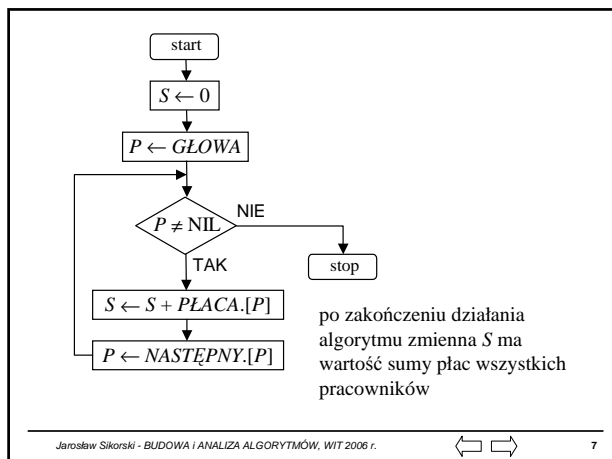 start
S ← 0
P ← GŁOWA
P ≠ NIL
NIE
TAK
stop
S ← S + PŁACA.[P]
P ← NASTĘPNY.[P]
po zakończeniu działania
algorytmu zmienna S ma
wartość sumy płac wszystkich
pracowników
Jarosław Sikorski - BUDOWA i ANALIZA ALGORYTMÓW, WIT 2006 r.
7